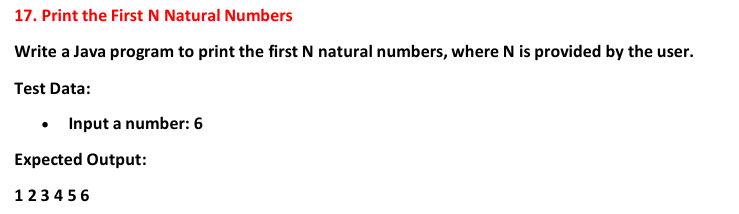 17. Print the First N Natural Numbers
Write a Java program to print the first N natural numbers, where N is provided by the user.
Test Data:
• Input a number: 6
Expected Output:
1 2 3 4 5 6